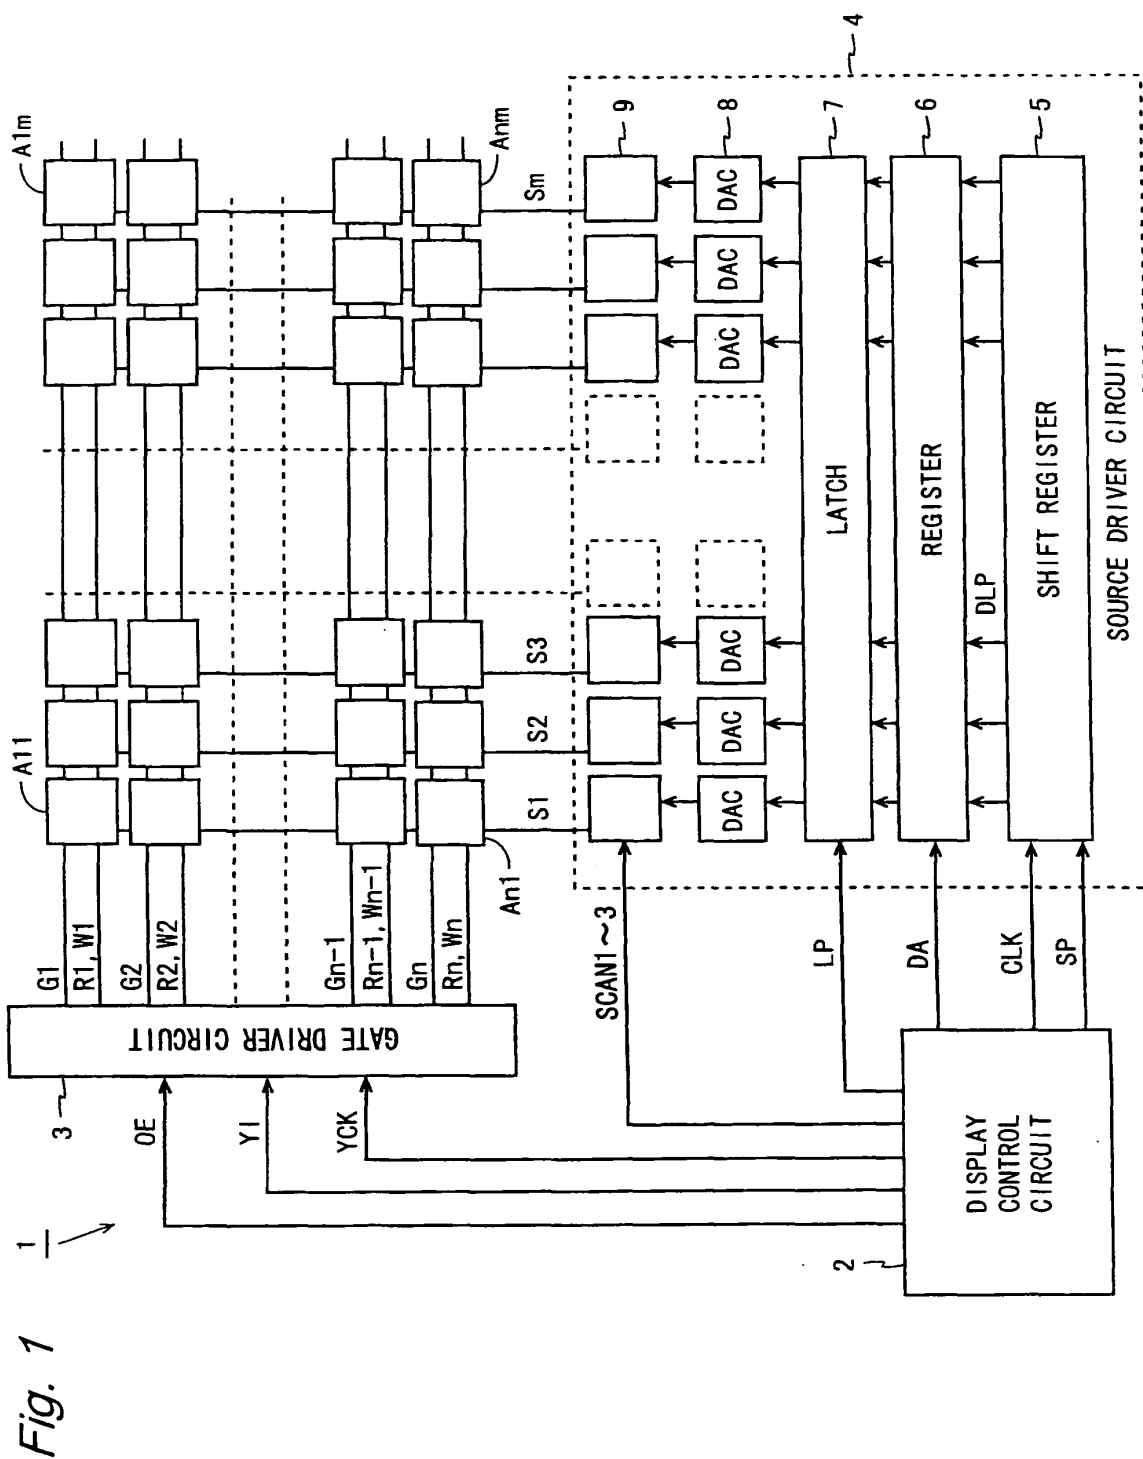 Fig. 1
1
A11
A1m
G1
R1, W1
G2
R2, W2
Gn-1
Rn-1, Wn-1
Gn
Rn, Wn
An1
Anm
GATE DRIVER CIRCUIT
3
OE
YI
YCK
S1
S2
S3
Sm
SCAN1~3
9
DAC
DAC
DAC
DAC
DAC
DAC
8
4
LP
LATCH
7
DA
REGISTER
6
DLP
CLK
SP
SHIFT REGISTER
5
SOURCE DRIVER CIRCUIT
DISPLAY
CONTROL
CIRCUIT
2